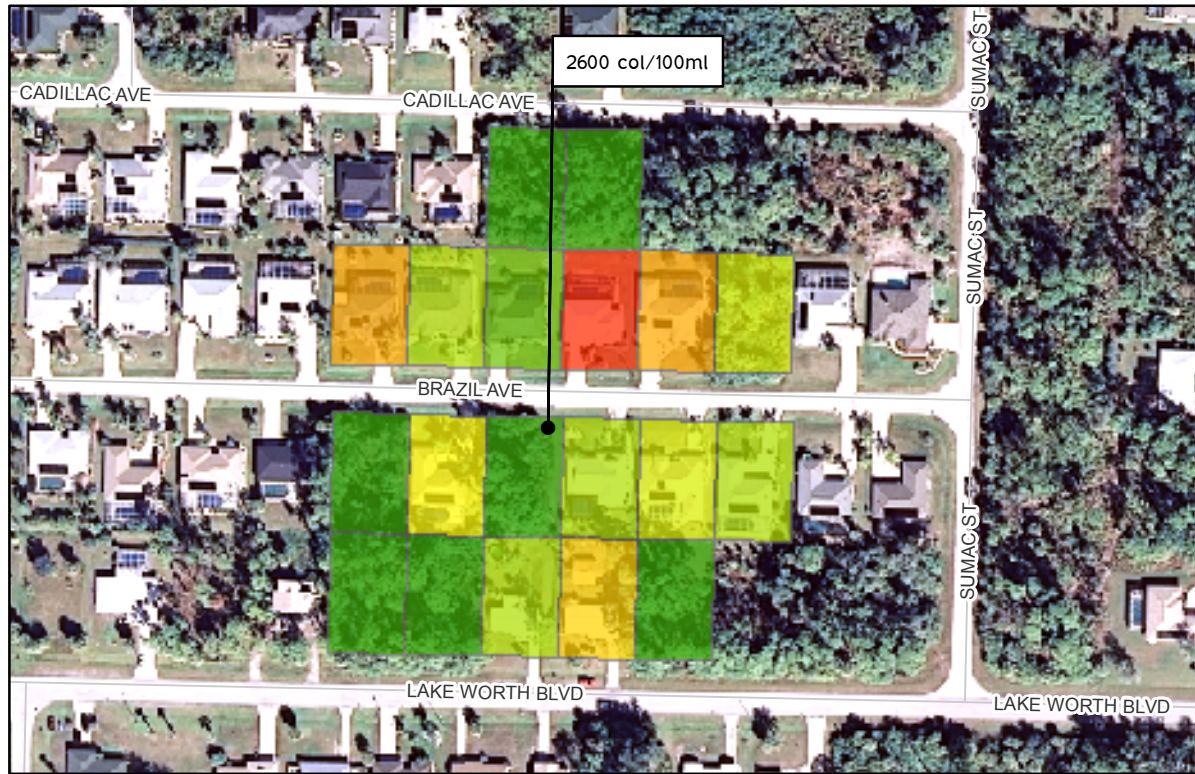 2600 col/100ml
SUMAC ST
CADILLAC AVE
CADILLAC AVE
SUMAC ST
BRAZIL AVE
SUMAC ST
LAKE WORTH BLVD
LAKE WORTH BLVD